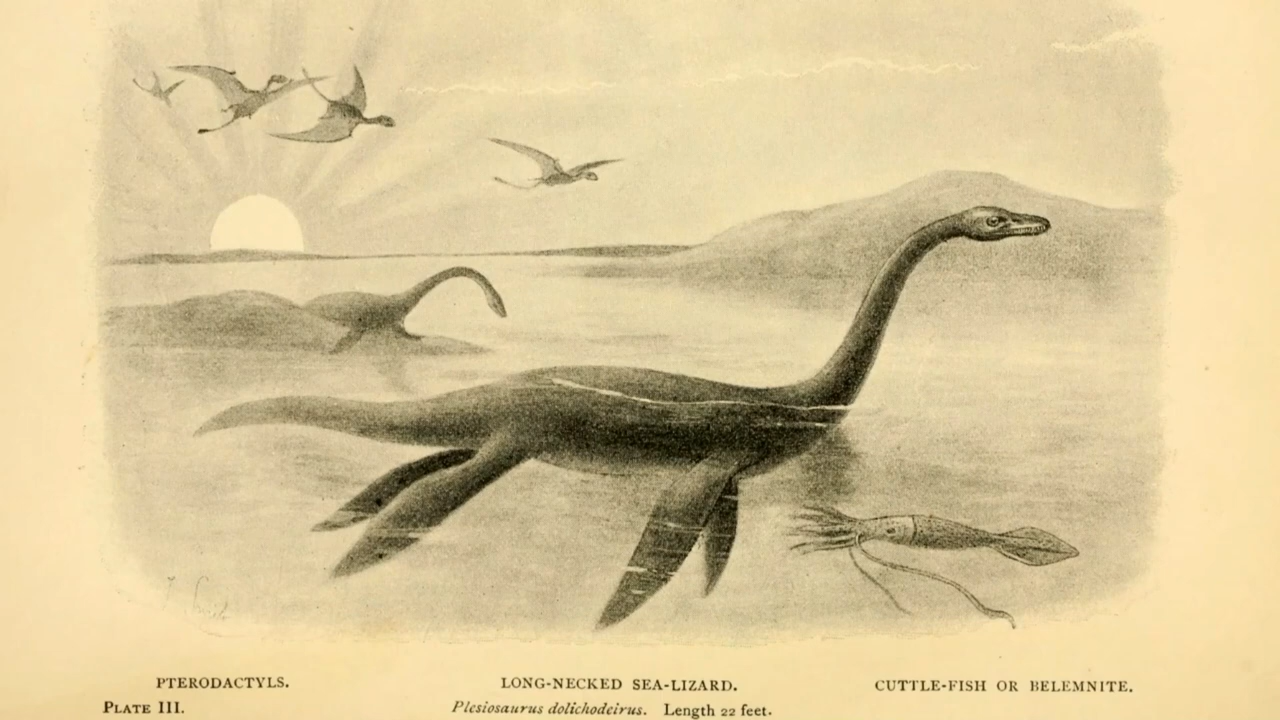 PTERODACTYLS. LONG-NECKED SEA-LIZARD. CUTTLE-FISH OR BELEMNITE.
PLATE III. Plesiosaurus dolichodeirus. Length 22 feet.